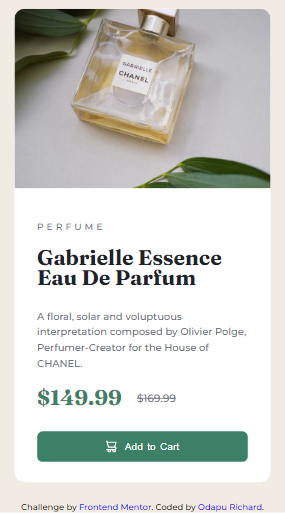 GABRIELLE
CHANEL
PARIS
PERFUME
Gabrielle Essence
Eau De Parfum
A floral, solar and voluptuous
interpretation composed by Olivier Polge,
Perfumer-Creator for the House of
CHANEL.
$149.99 $169.99
Add to Cart
Challenge by Frontend Mentor. Coded by Odapu Richard.